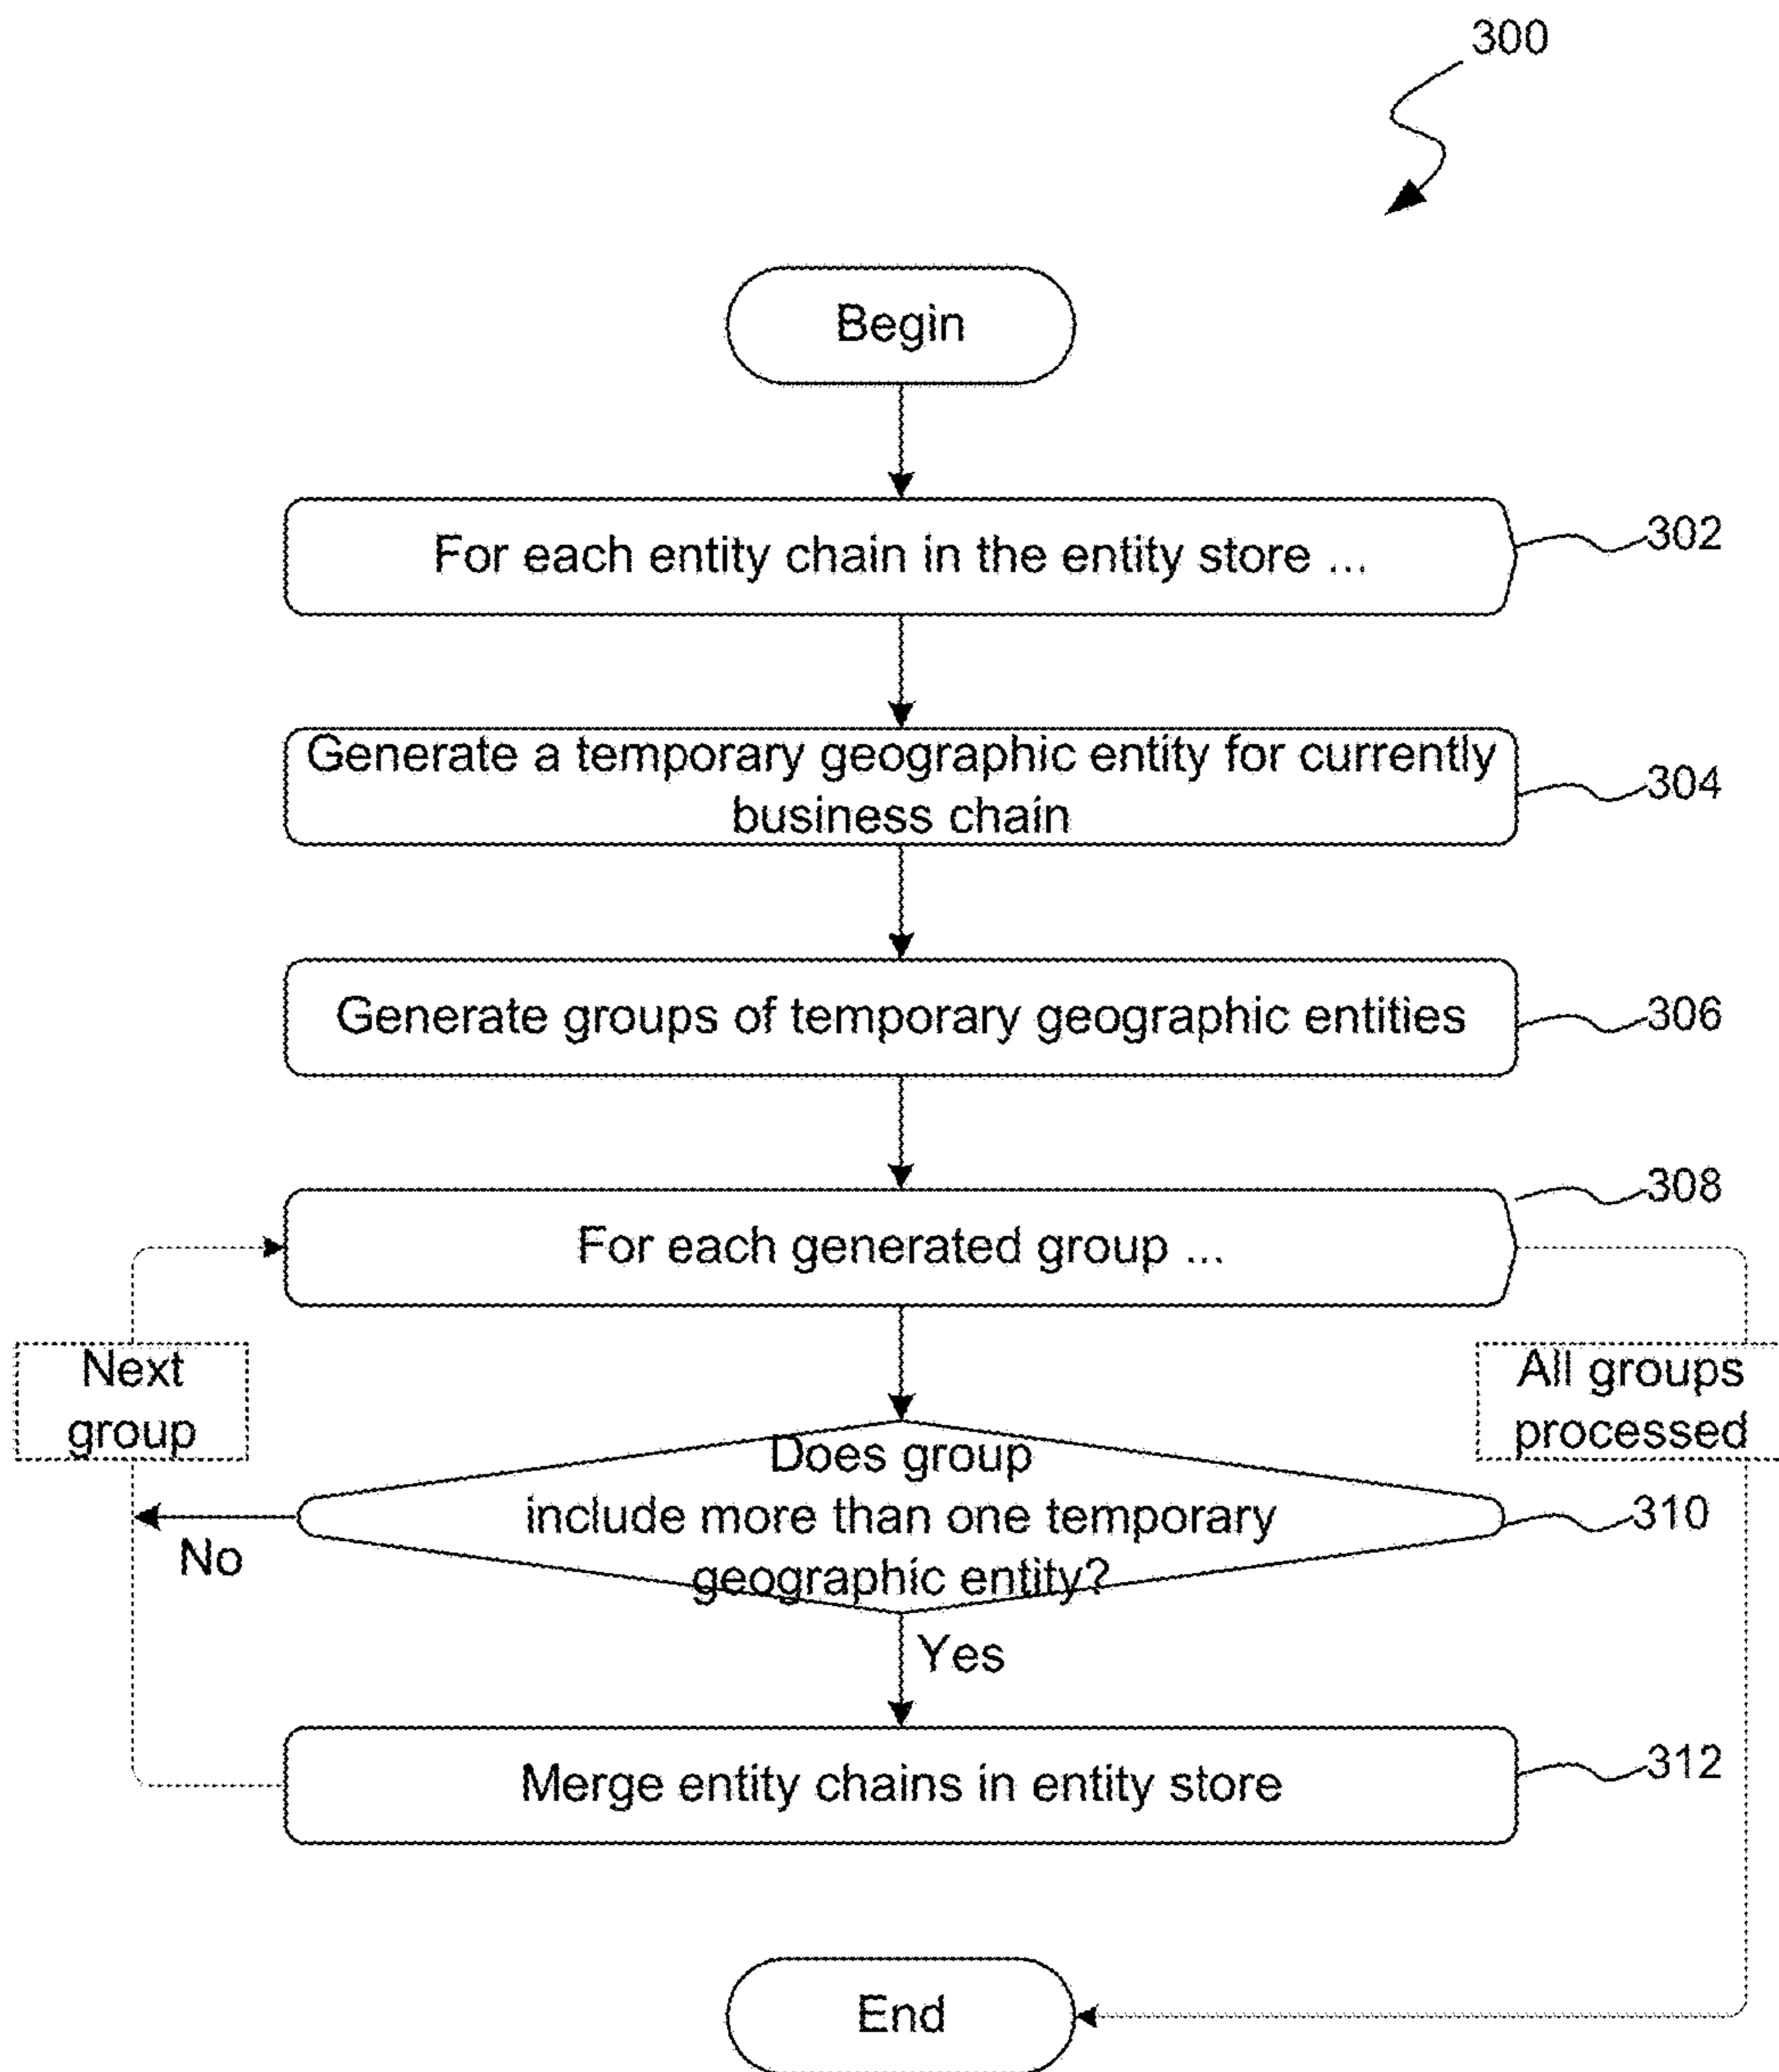 300
Begin
For each entity chain in the entity store ...
302
Generate a temporary geographic entity for currently
business chain
304
Generate groups of temporary geographic entities
306
308
For each generated group ...
Next
group
All groups
processed
Does group
include more than one temporary
geographic entity?
310
No
Yes
Merge entity chains in entity store
312
End